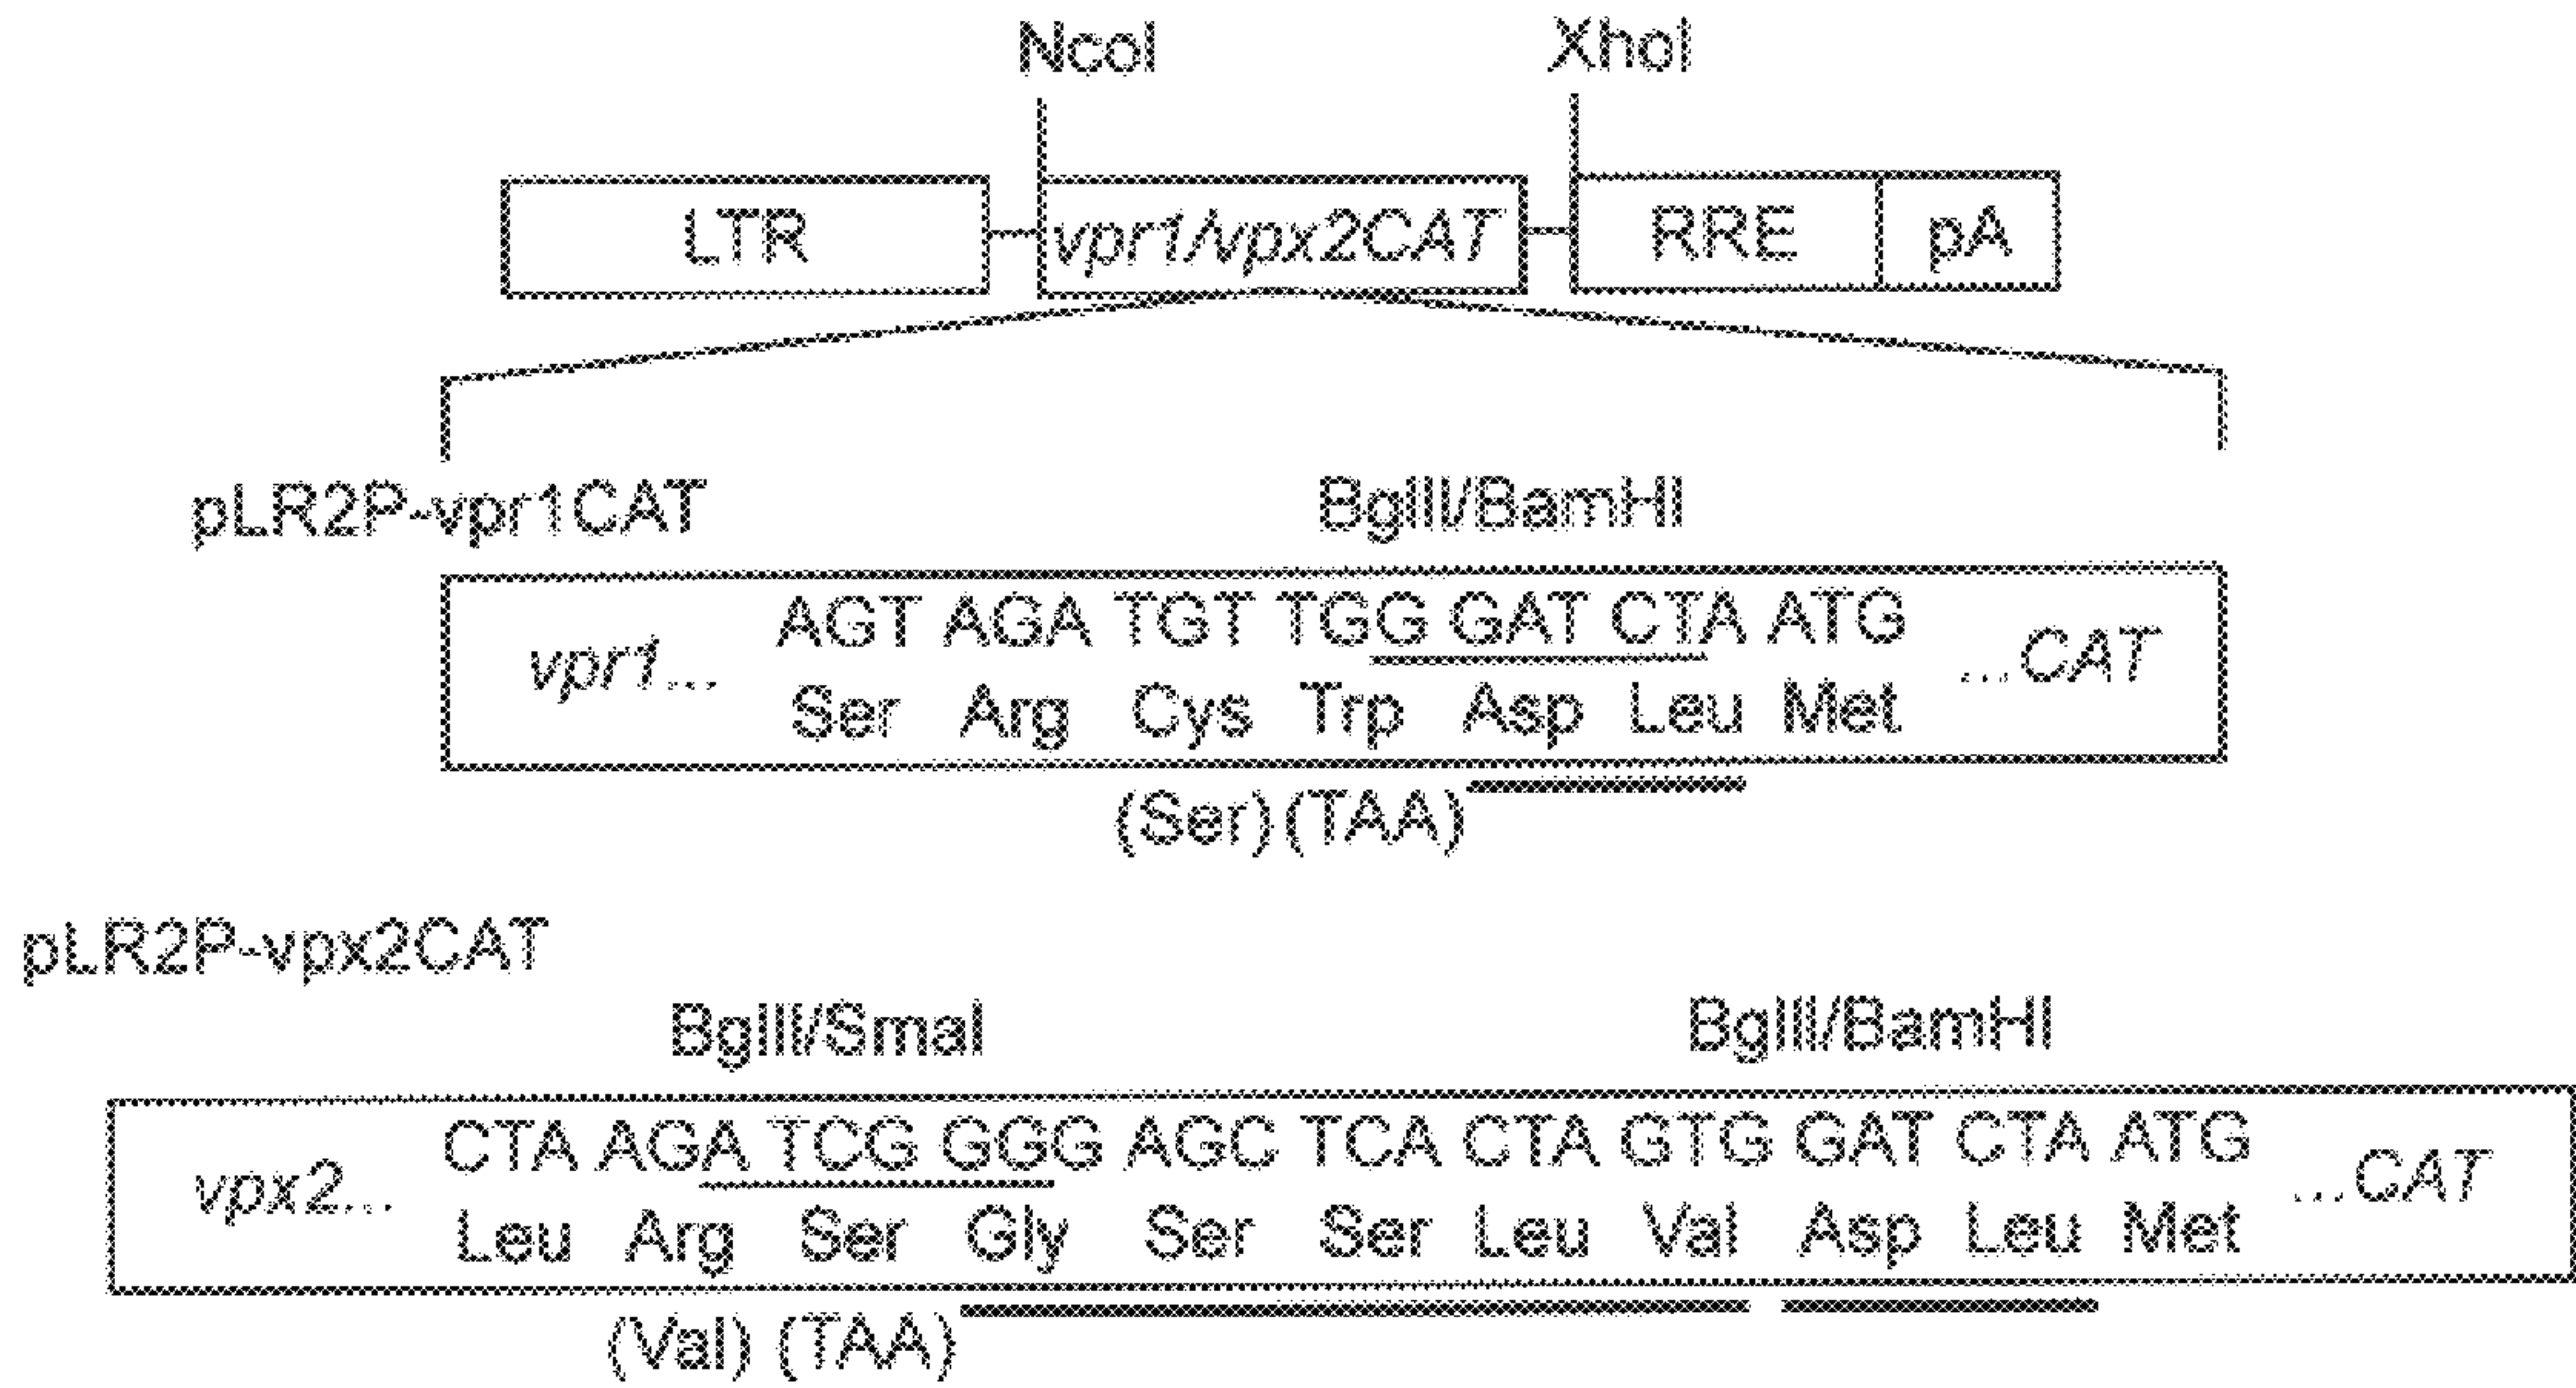 NcoI XhoI
LTR vpr1/vpx2CAT RRE pA
pLR2P-vpr1CAT BglII/BamHI
AGT AGA TGT TGG GAT CTA ATG
vpr1... ...CAT
Ser Arg Cys Trp Asp Leu Met
(Ser) (TAA)
pLR2P-vpx2CAT
BglII/SmaI BglII/BamHI
CTA AGA TCG GGG AGC TCA CTA GTG GAT CTA ATG
vpx2... ...CAT
Leu Arg Ser Gly Ser Ser Leu Val Asp Leu Met
(Val) (TAA)